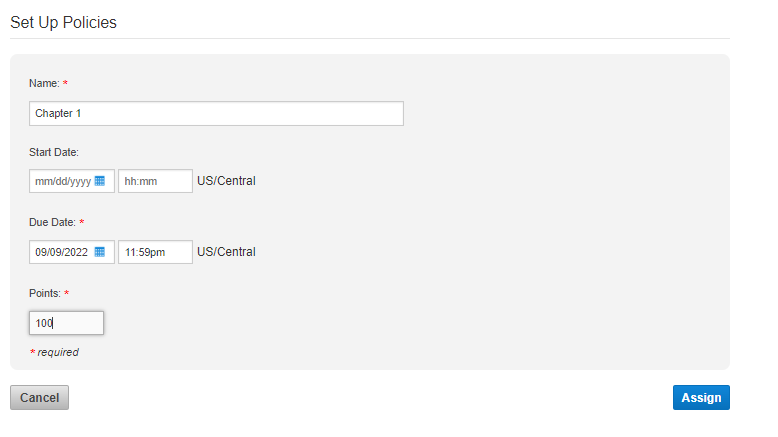 Set Up Policies
Name: *
Chapter 1
Start Date:
mm/dd/yyyy hh:mm US/Central
Due Date: *
09/09/2022 11:59pm US/Central
Points: *
100
* required
Cancel Assign